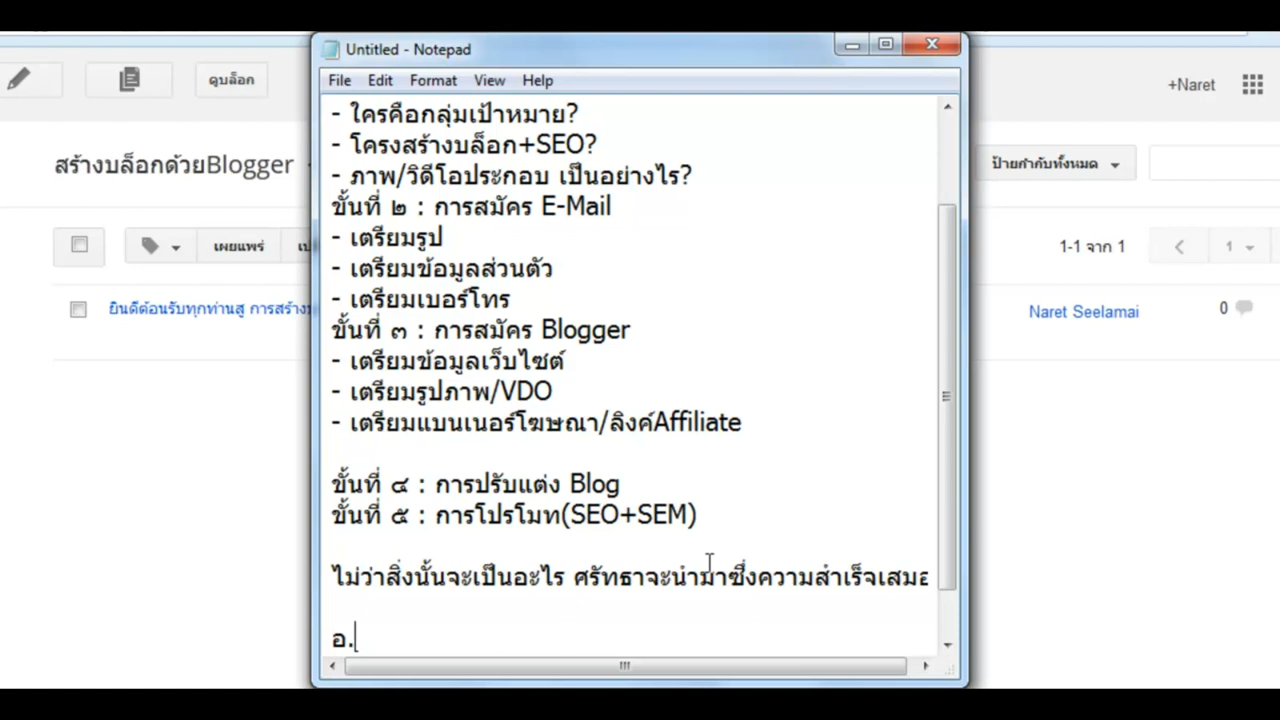 Untitled - Notepad
File Edit Format View Help
ดูบล็อก
+Naret
สร้างบล็อกด้วยBlogger
ป้ายกำกับทั้งหมด
เผยแพร่
1-1 จาก 1
1
ยินดีต้อนรับทุกท่านสู่ การสร้าง
Naret Seelamai
0
- ใครคือกลุ่มเป้าหมาย?
- โครงสร้างบล็อก+SEO?
- ภาพ/วิดีโอประกอบ เป็นอย่างไร?
ขั้นที่ ๒ : การสมัคร E-Mail
- เตรียมรูป
- เตรียมข้อมูลส่วนตัว
- เตรียมเบอร์โทร
ขั้นที่ ๓ : การสมัคร Blogger
- เตรียมข้อมูลเว็บไซต์
- เตรียมรูปภาพ/VDO
- เตรียมแบนเนอร์โฆษณา/ลิงค์Affiliate
ขั้นที่ ๔ : การปรับแต่ง Blog
ขั้นที่ ๕ : การโปรโมท(SEO+SEM)
ไม่ว่าสิ่งนั้นจะเป็นอะไร ศรัทธาจะนำมาซึ่งความสำเร็จเสมอ
อ.